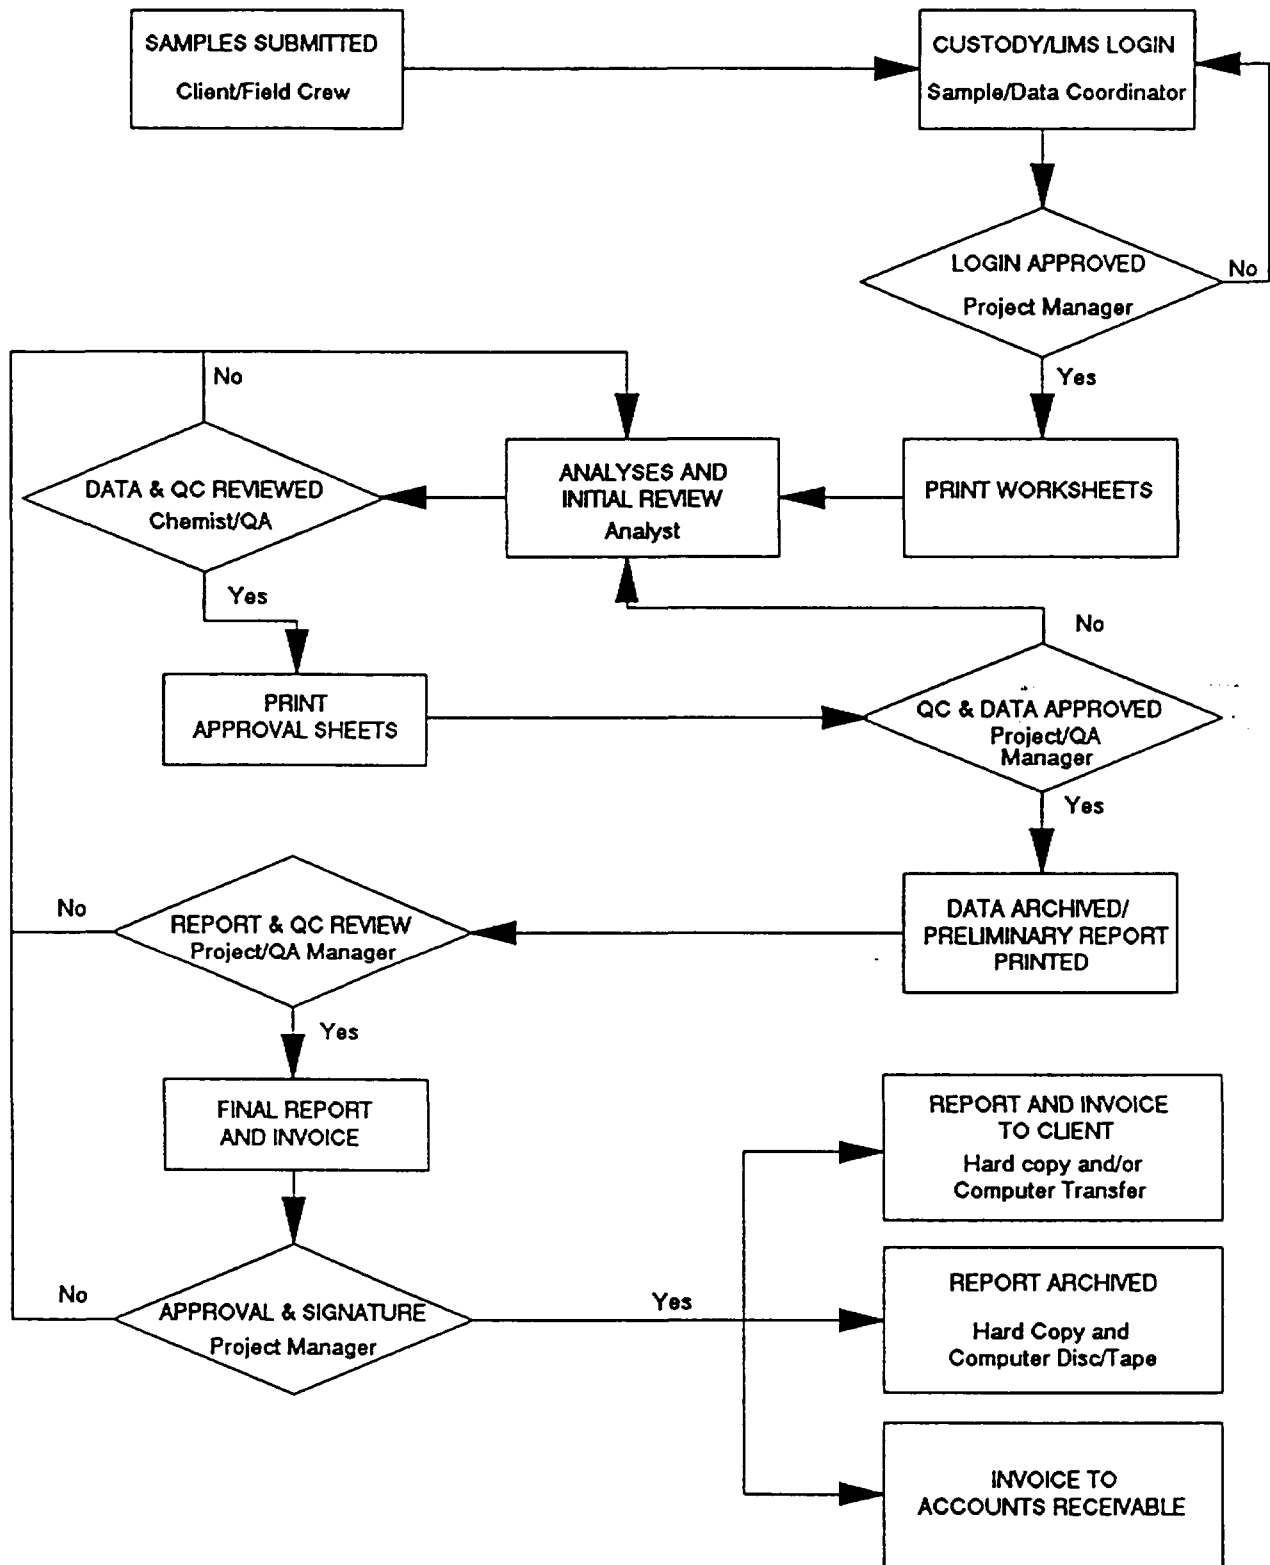 SAMPLES SUBMITTED
Client/Field Crew
CUSTODY/LIMS LOGIN
Sample/Data Coordinator
LOGIN APPROVED
Project Manager
No
Yes
No
DATA & QC REVIEWED
Chemist/QA
ANALYSES AND
INITIAL REVIEW
Analyst
PRINT WORKSHEETS
Yes
No
PRINT
APPROVAL SHEETS
QC & DATA APPROVED
Project/QA
Manager
Yes
No
REPORT & QC REVIEW
Project/QA Manager
DATA ARCHIVED/
PRELIMINARY REPORT
PRINTED
Yes
FINAL REPORT
AND INVOICE
REPORT AND INVOICE
TO CLIENT
Hard copy and/or
Computer Transfer
No
APPROVAL & SIGNATURE
Project Manager
Yes
REPORT ARCHIVED
Hard Copy and
Computer Disc/Tape
INVOICE TO
ACCOUNTS RECEIVABLE